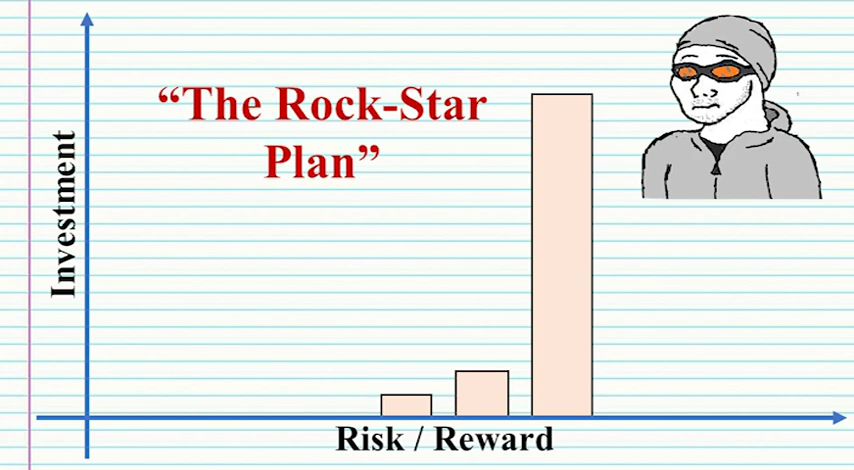 “The Rock-Star
Plan”
Investment
Risk / Reward